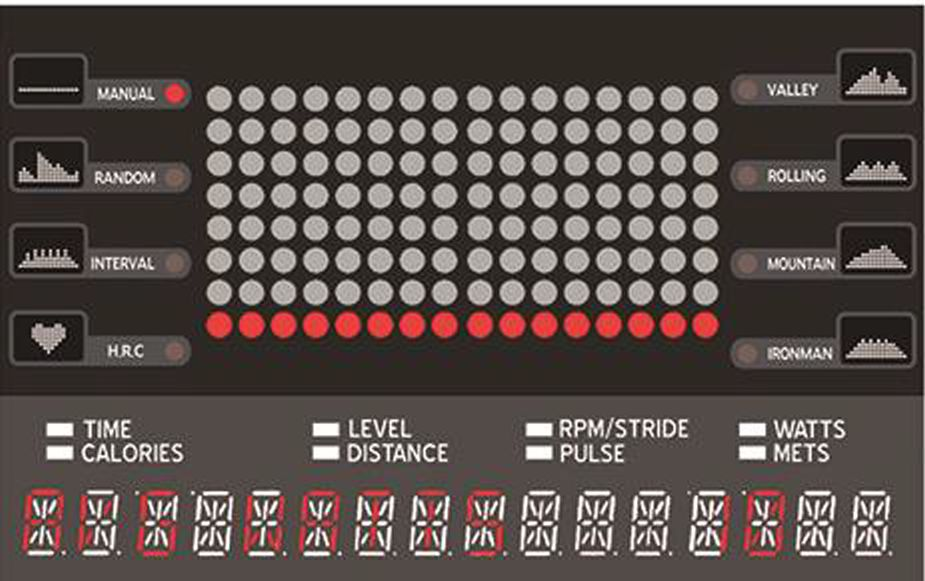 MANUAL
VALLEY
RANDOM
ROLLING
INTERVAL
MOUNTAIN
H.R.C
IRONMAN
TIME LEVEL RPM/STRIDE WATTS
CALORIES DISTANCE PULSE METS